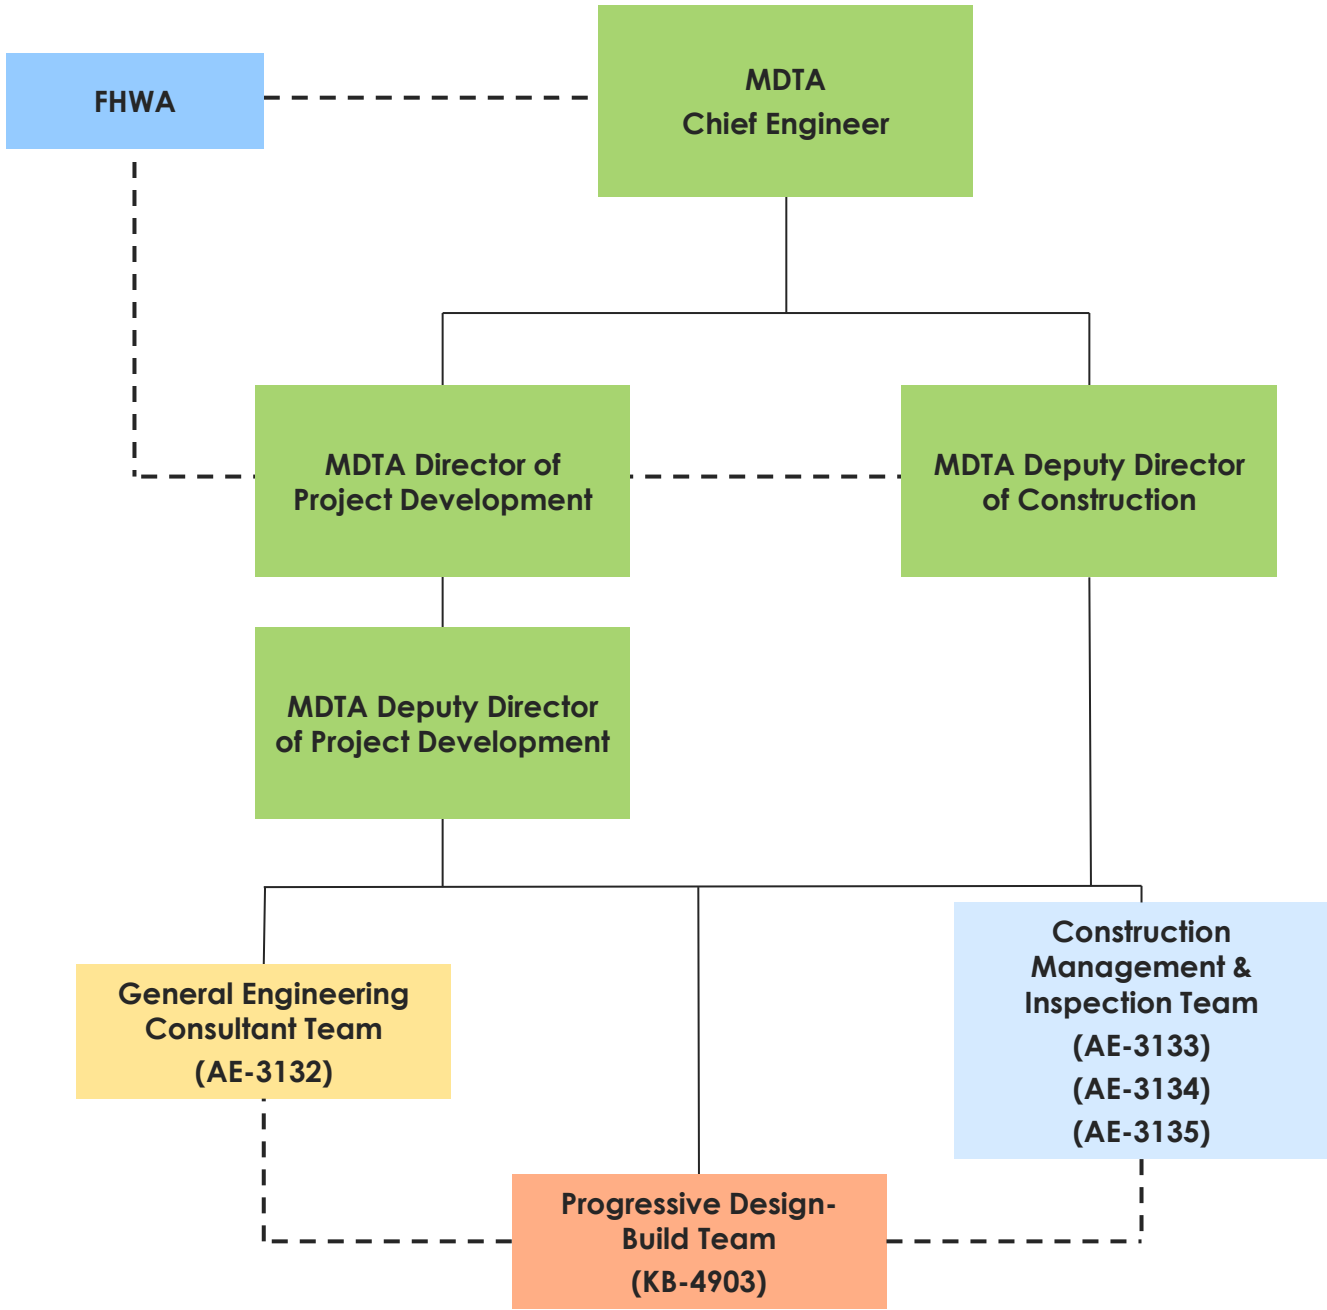 FHWA
MDTA
Chief Engineer
MDTA Director of
Project Development
MDTA Deputy Director
of Construction
MDTA Deputy Director
of Project Development
General Engineering
Consultant Team
(AE-3132)
Construction
Management &
Inspection Team
(AE-3133)
(AE-3134)
(AE-3135)
Progressive Design-
Build Team
(KB-4903)